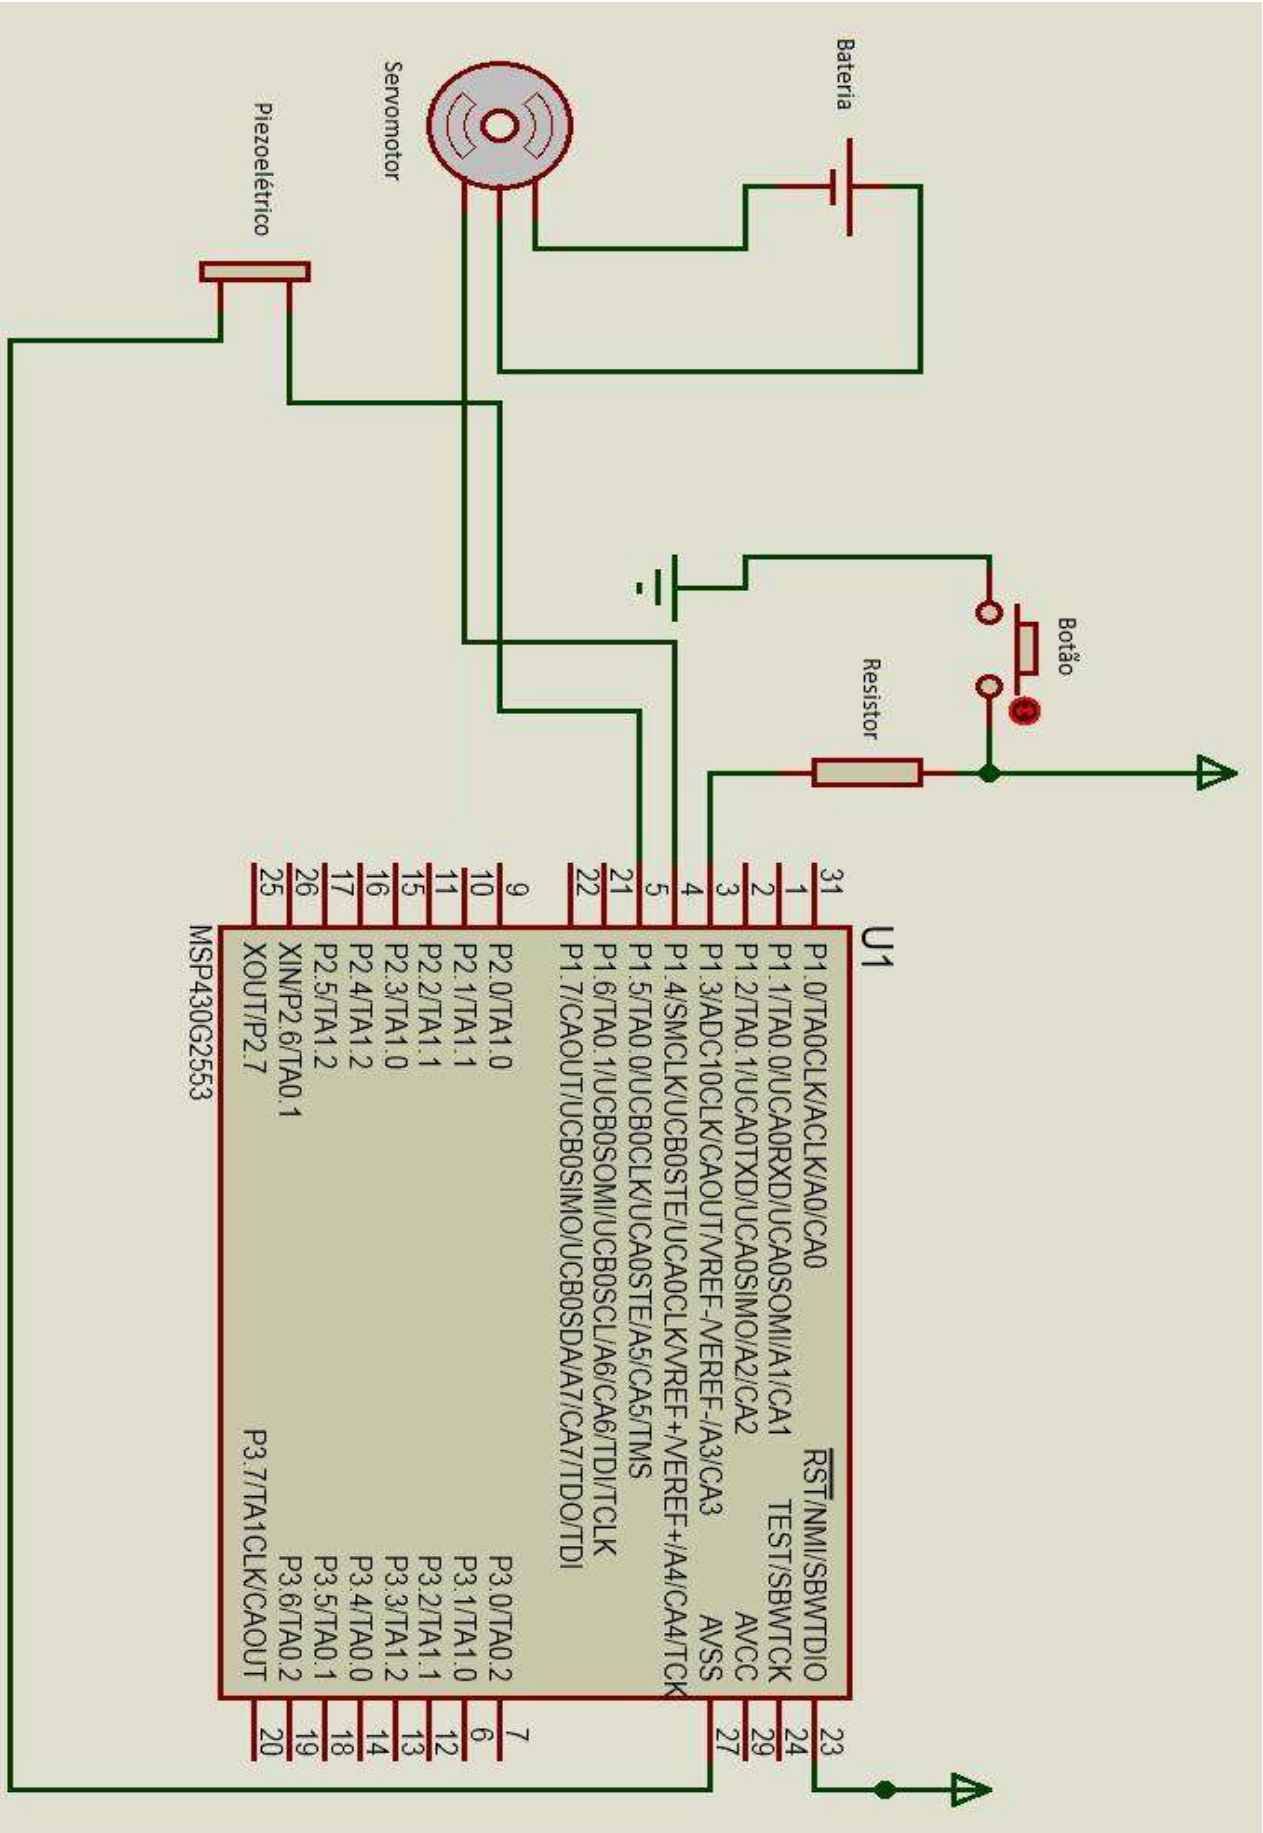 Bateria
Servomotor
Piezoelétrico
Botão
Resistor
U1
31 P1.0/TA0CLK/ACLK/A0/CA0
1 P1.1/TA0.0/UCA0RXD/UCA0SOMI/A1/CA1
2 P1.2/TA0.1/UCA0TXD/UCA0SIMO/A2/CA2
3 P1.3/ADC10CLK/CAOUT/VREF-/VEREF-/A3/CA3
4 P1.4/SMCLK/UCB0STE/UCA0CLK/VREF+/VEREF+/A4/CA4/TCK
5 P1.5/TA0.0/UCB0CLK/UCA0STE/A5/CA5/TMS
21 P1.6/TA0.1/UCB0SOMI/UCB0SCL/A6/CA6/TDI/TCLK
22 P1.7/CAOUT/UCB0SIMO/UCB0SDA/A7/CA7/TDO/TDI
9 P2.0/TA1.0
10 P2.1/TA1.1
11 P2.2/TA1.1
15 P2.3/TA1.0
16 P2.4/TA1.2
17 P2.5/TA1.2
26 XIN/P2.6/TA0.1
25 XOUT/P2.7
RST/NMI/SBWTDIO 23
TEST/SBWTCK 24
AVCC 29
AVSS 27
P3.0/TA0.2 7
P3.1/TA1.0 6
P3.2/TA1.1 12
P3.3/TA1.2 13
P3.4/TA0.0 14
P3.5/TA0.1 18
P3.6/TA0.2 19
P3.7/TA1CLK/CAOUT 20
MSP430G2553